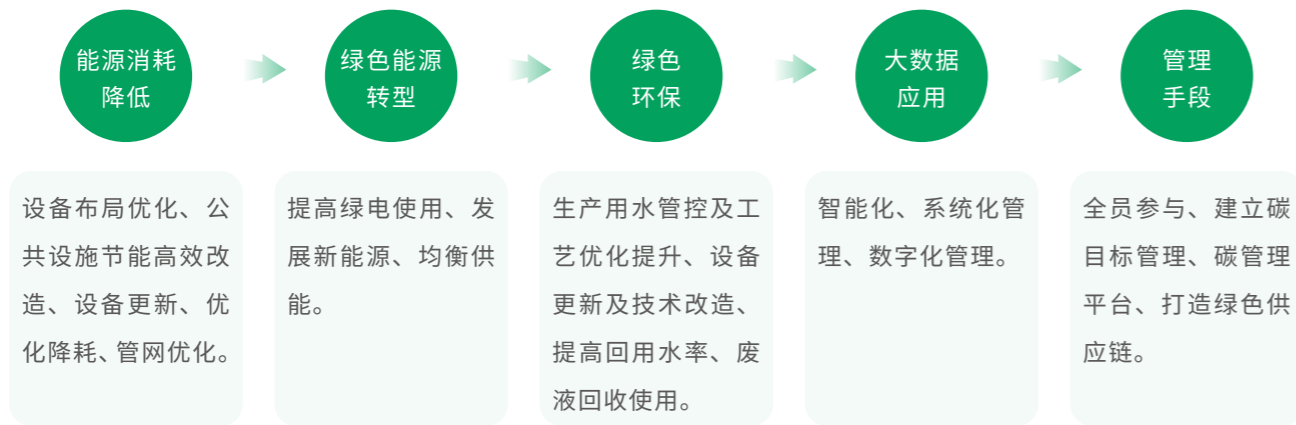 能源消耗
降低
绿色能源
转型
绿色
环保
大数据
应用
管理
手段
设备布局优化、公
共设施节能高效改
造、设备更新、优
化降耗、管网优化。
提高绿电使用、发
展新能源、均衡供
能。
生产用水管控及工
艺优化提升、设备
更新及技术改造、
提高回用水率、废
液回收使用。
智能化、系统化管
理、数字化管理。
全员参与、建立碳
目标管理、碳管理
平台、打造绿色供
应链。